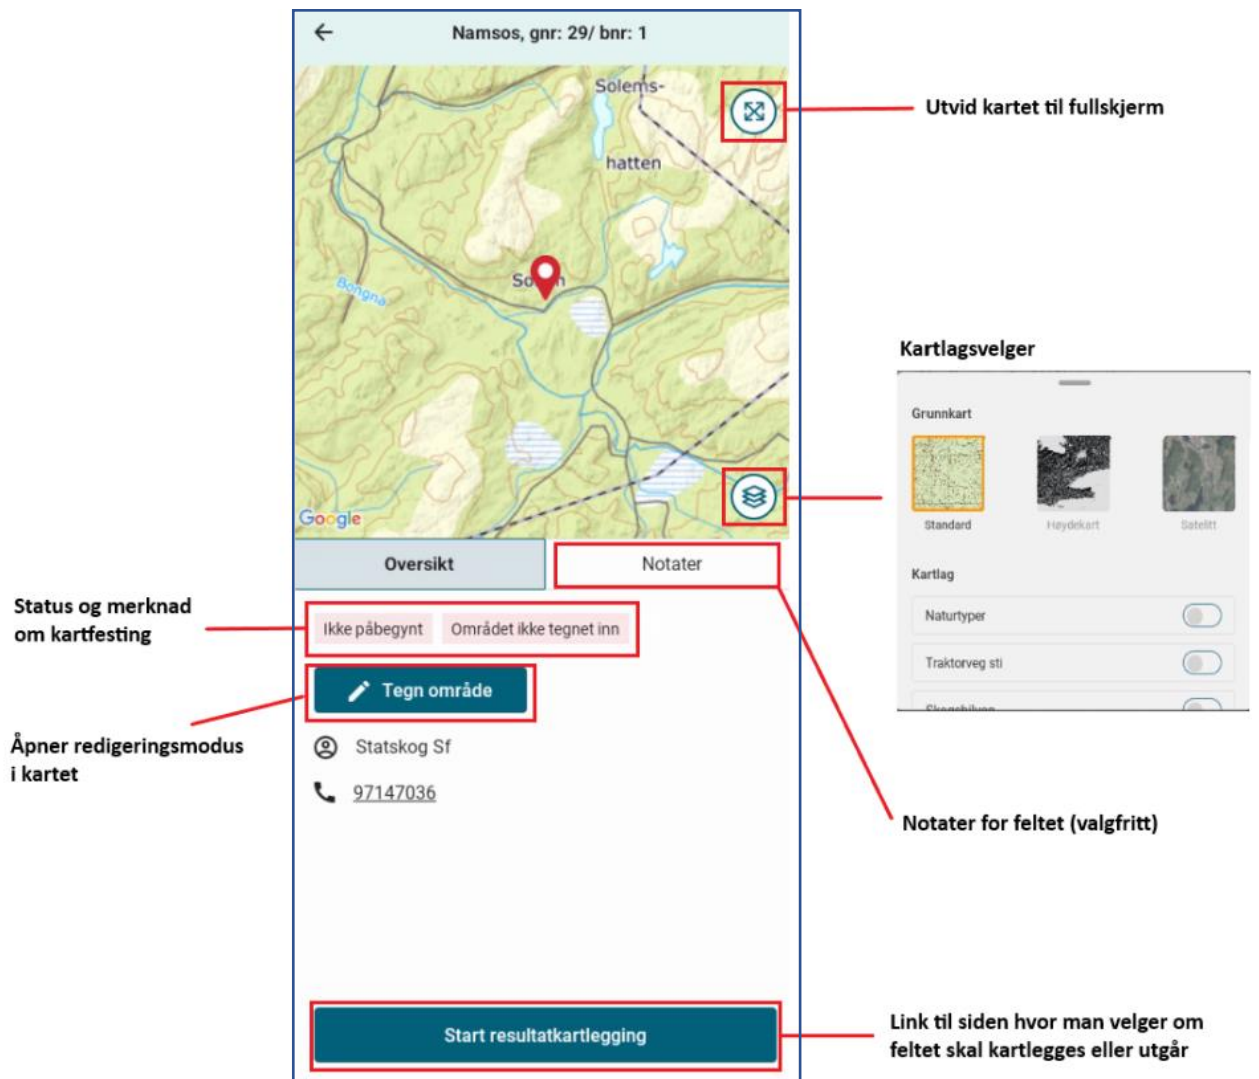 Namsos, gnr: 29/ bnr: 1
Solems-
hatten
Bongna
Google
Utvid kartet til fullskjerm
Kartlagsvelger
Grunnkart
Standard
Høydekart
Satelitt
Kartlag
Naturtyper
Traktorveg sti
Oversikt
Notater
Status og merknad
om kartfesting
Ikke påbegynt
Området ikke tegnet inn
Tegn område
Åpner redigeringsmodus
i kartet
Statskog Sf
97147036
Notater for feltet (valgfritt)
Start resultatkartlegging
Link til siden hvor man velger om
feltet skal kartlegges eller utgår